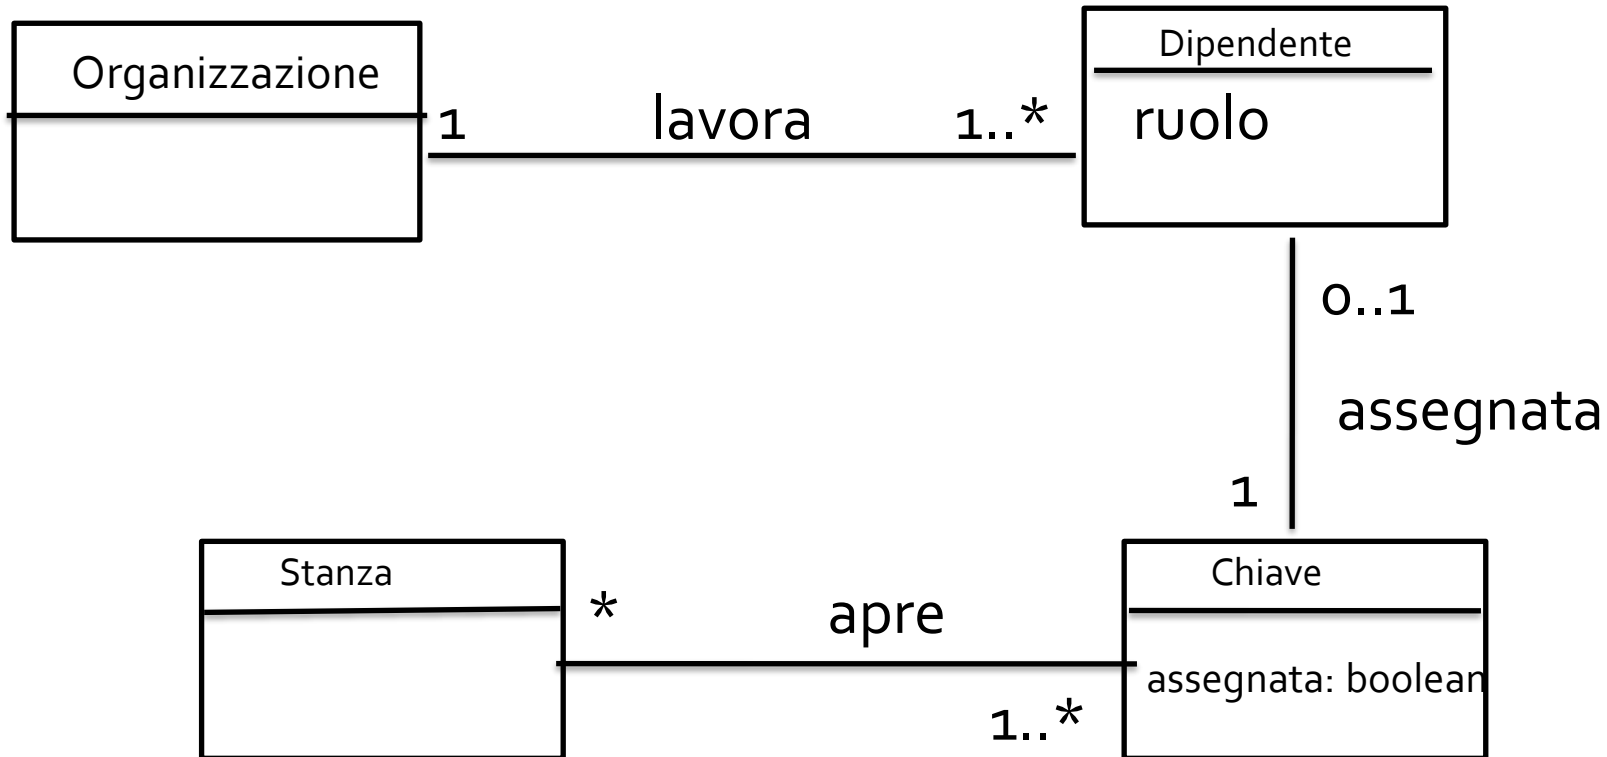 Organizzazione
Dipendente
1 lavora 1..*
ruolo
0..1
assegnata
1
Stanza
Chiave
* apre
assegnata: boolean
1..*